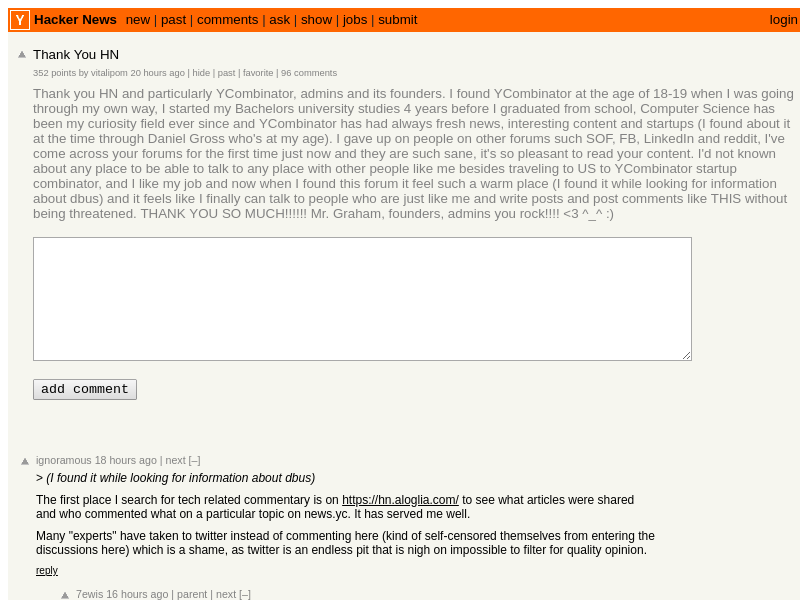 Y Hacker News new | past | comments | ask | show | jobs | submit login
Thank You HN
352 points by vitalipom 20 hours ago | hide | past | favorite | 96 comments
Thank you HN and particularly YCombinator, admins and its founders. I found YCombinator at the age of 18-19 when I was going
through my own way, I started my Bachelors university studies 4 years before I graduated from school, Computer Science has
been my curiosity field ever since and YCombinator has had always fresh news, interesting content and startups (I found about it
at the time through Daniel Gross who's at my age). I gave up on people on other forums such SOF, FB, LinkedIn and reddit, I've
come across your forums for the first time just now and they are such sane, it's so pleasant to read your content. I'd not known
about any place to be able to talk to any place with other people like me besides traveling to US to YCombinator startup
combinator, and I like my job and now when I found this forum it feel such a warm place (I found it while looking for information
about dbus) and it feels like I finally can talk to people who are just like me and write posts and post comments like THIS without
being threatened. THANK YOU SO MUCH!!!!!! Mr. Graham, founders, admins you rock!!!! <3 ^_^ :)
add comment
ignoramous 18 hours ago | next [–]
> (I found it while looking for information about dbus)
The first place I search for tech related commentary is on https://hn.aloglia.com/ to see what articles were shared
and who commented what on a particular topic on news.yc. It has served me well.
Many "experts" have taken to twitter instead of commenting here (kind of self-censored themselves from entering the
discussions here) which is a shame, as twitter is an endless pit that is nigh on impossible to filter for quality opinion.
reply
7ewis 16 hours ago | parent | next [–]